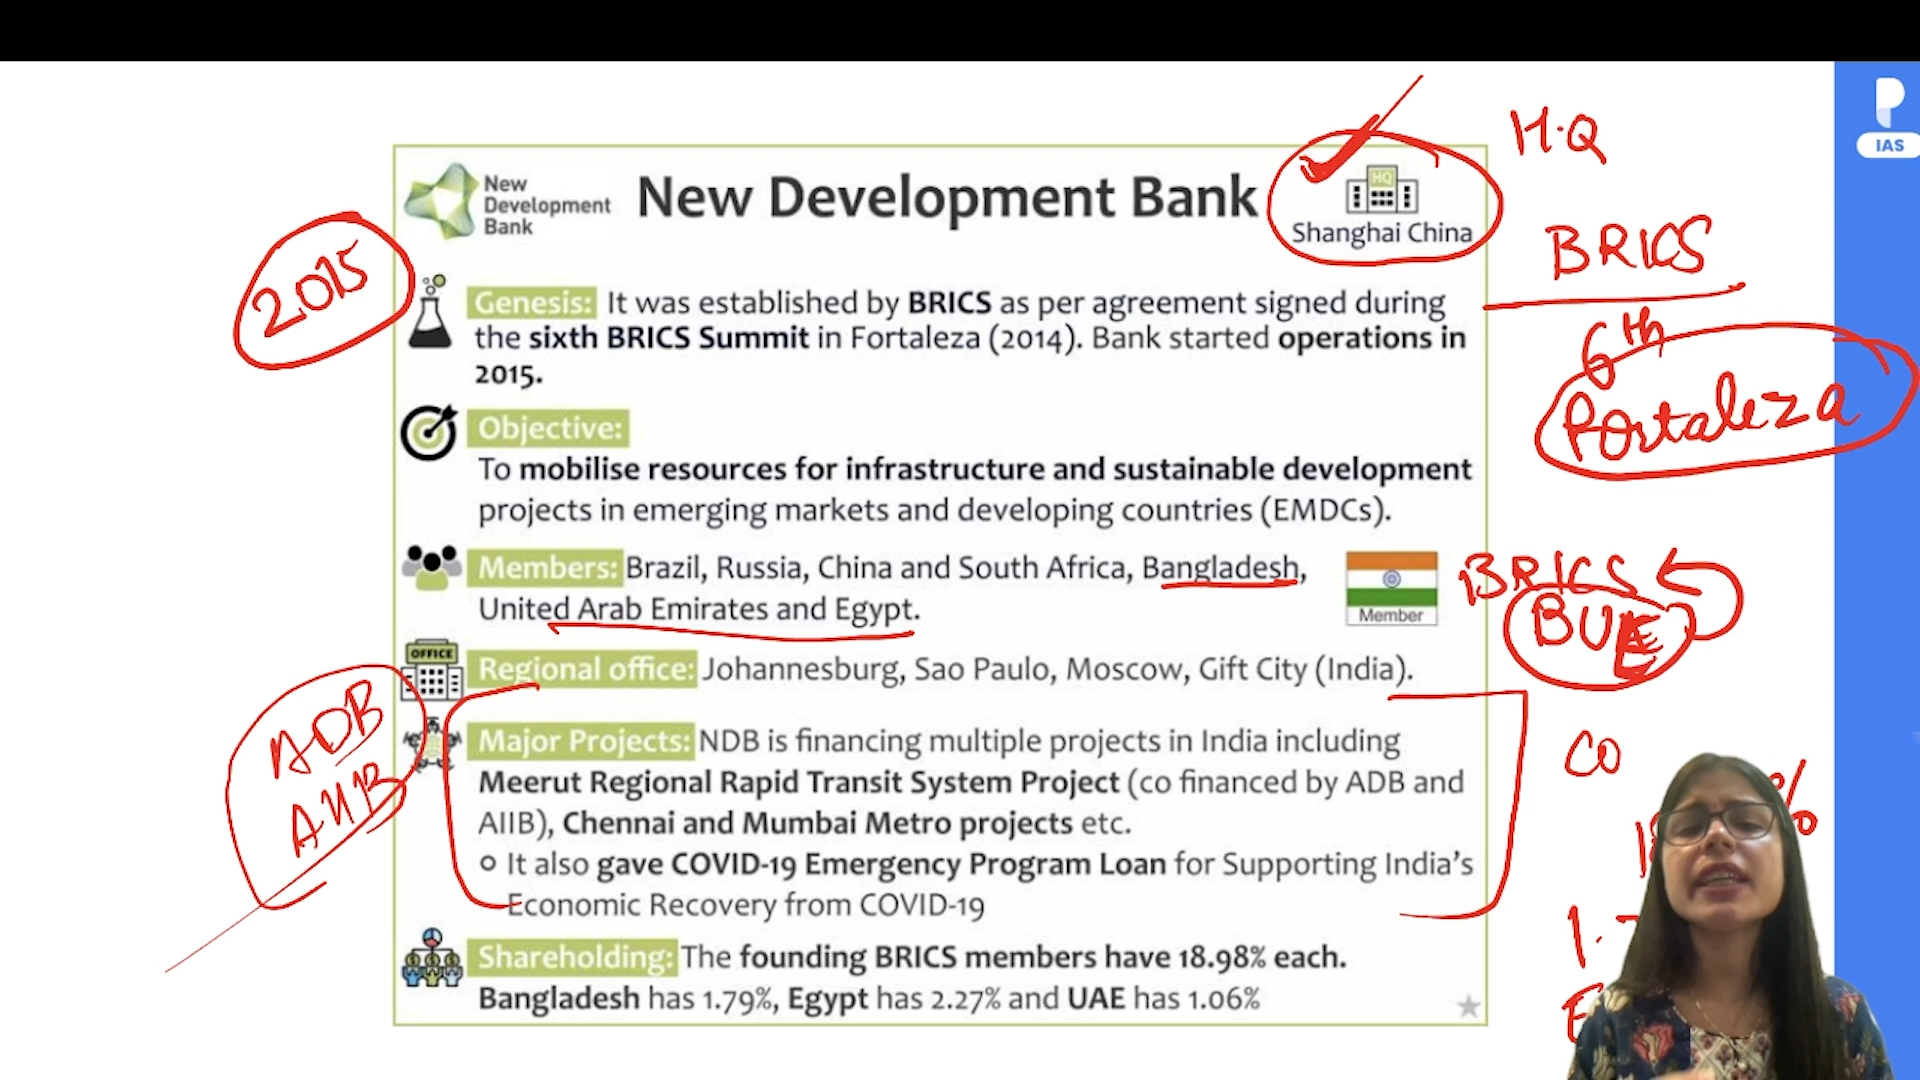 H.Q
IAS
New
Development
Bank
New Development Bank
HQ
Shanghai China
BRICS
2015
Genesis: It was established by BRICS as per agreement signed during
the sixth BRICS Summit in Fortaleza (2014). Bank started operations in
2015.
6th
Fortaleza
Objective:
To mobilise resources for infrastructure and sustainable development
projects in emerging markets and developing countries (EMDCs).
Members: Brazil, Russia, China and South Africa, Bangladesh,
United Arab Emirates and Egypt.
Member
BRICS
BUE
OFFICE
Regional office: Johannesburg, Sao Paulo, Moscow, Gift City (India).
ADB
AIIB
CO
Major Projects: NDB is financing multiple projects in India including
Meerut Regional Rapid Transit System Project (co financed by ADB and
AIIB), Chennai and Mumbai Metro projects etc.
It also gave COVID-19 Emergency Program Loan for Supporting India's
Economic Recovery from COVID-19
Shareholding: The founding BRICS members have 18.98% each.
Bangladesh has 1.79%, Egypt has 2.27% and UAE has 1.06%